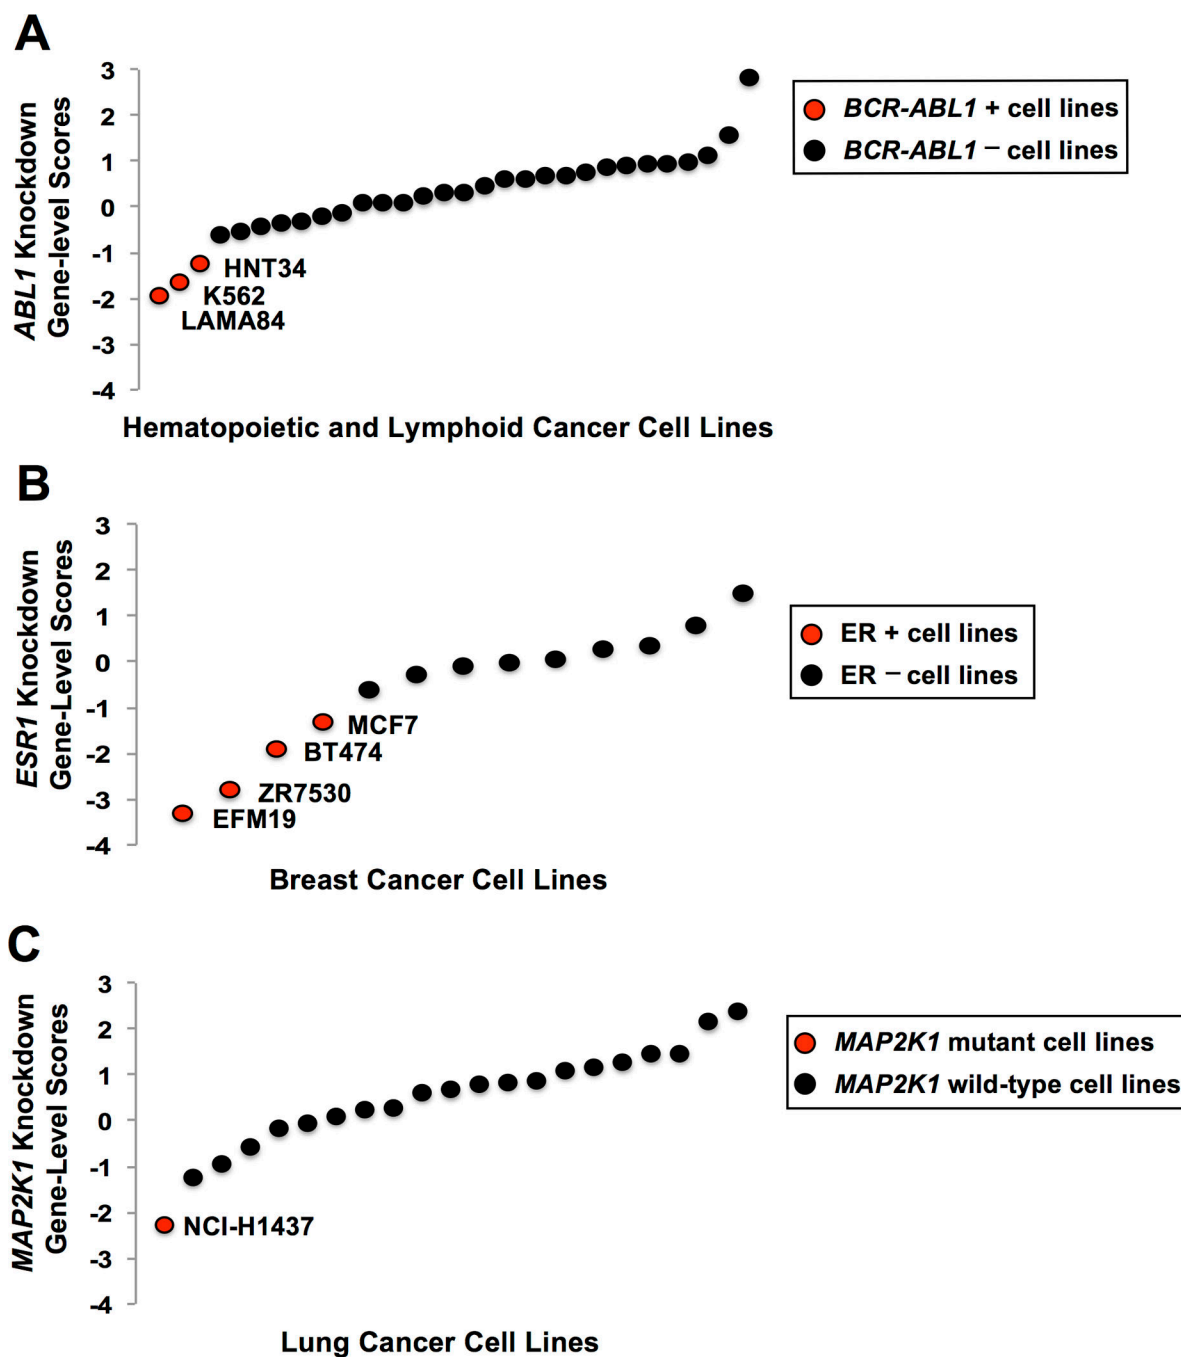 A
3
2
1
0
-1
-2
-3
-4
ABL1 Knockdown
Gene-level Scores
HNT34
K562
LAMA84
BCR-ABL1 + cell lines
BCR-ABL1 – cell lines
Hematopoietic and Lymphoid Cancer Cell Lines
B
3
2
1
0
-1
-2
-3
-4
ESR1 Knockdown
Gene-Level Scores
MCF7
BT474
ZR7530
EFM19
ER + cell lines
ER – cell lines
Breast Cancer Cell Lines
C
3
2
1
0
-1
-2
-3
-4
MAP2K1 Knockdown
Gene-Level Scores
NCI-H1437
MAP2K1 mutant cell lines
MAP2K1 wild-type cell lines
Lung Cancer Cell Lines